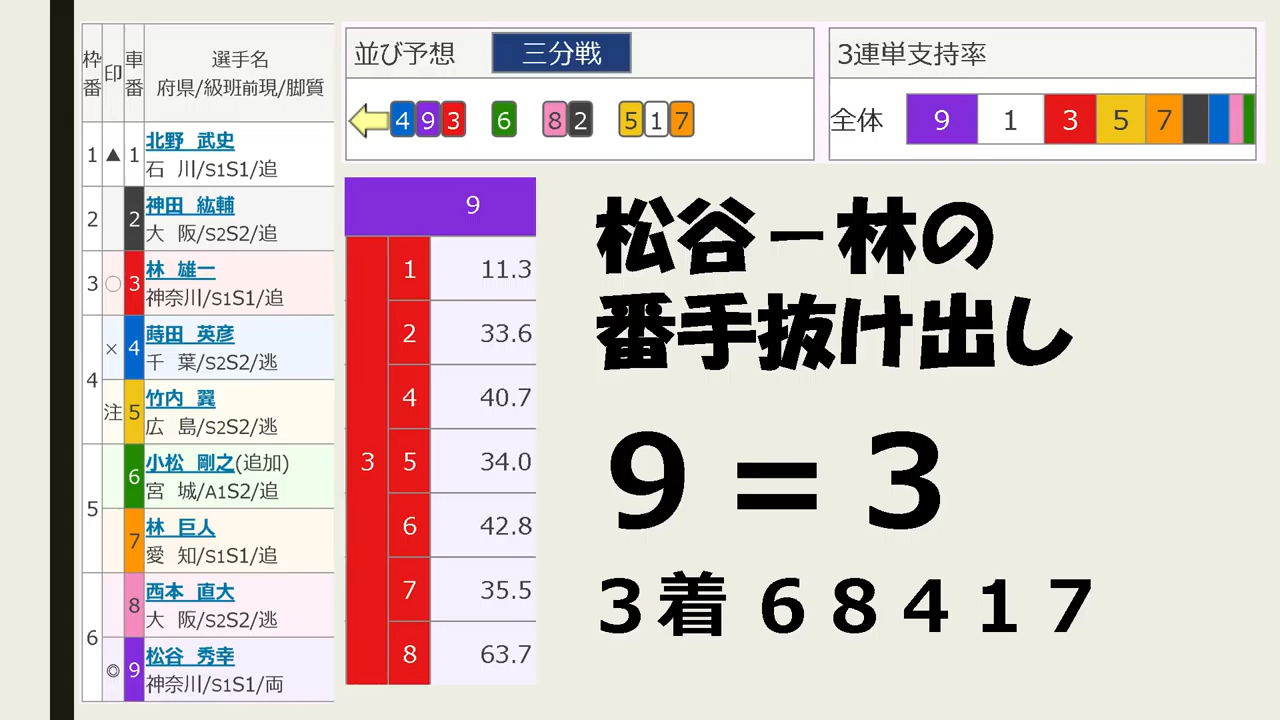 枠番 印 車番 選手名
府県/級班前現/脚質
1 ▲ 1 北野 武史
石 川/S1S1/追
2 2 神田 紘輔
大 阪/S2S2/追
3 ○ 3 林 雄一
神奈川/S1S1/追
4 × 4 蒔田 英彦
千 葉/S2S2/逃
注 5 竹内 翼
広 島/S2S2/逃
5 6 小松 剛之(追加)
宮 城/A1S2/追
7 林 巨人
愛 知/S1S1/追
6 8 西本 直大
大 阪/S2S2/逃
◎ 9 松谷 秀幸
神奈川/S1S1/両
並び予想 三分戦
4 9 3 6 8 2 5 1 7
3連単支持率
全体 9 1 3 5 7
9
3
1 11.3
2 33.6
4 40.7
5 34.0
6 42.8
7 35.5
8 63.7
松谷－林の
番手抜け出し
9＝3
3着 6 8 4 1 7